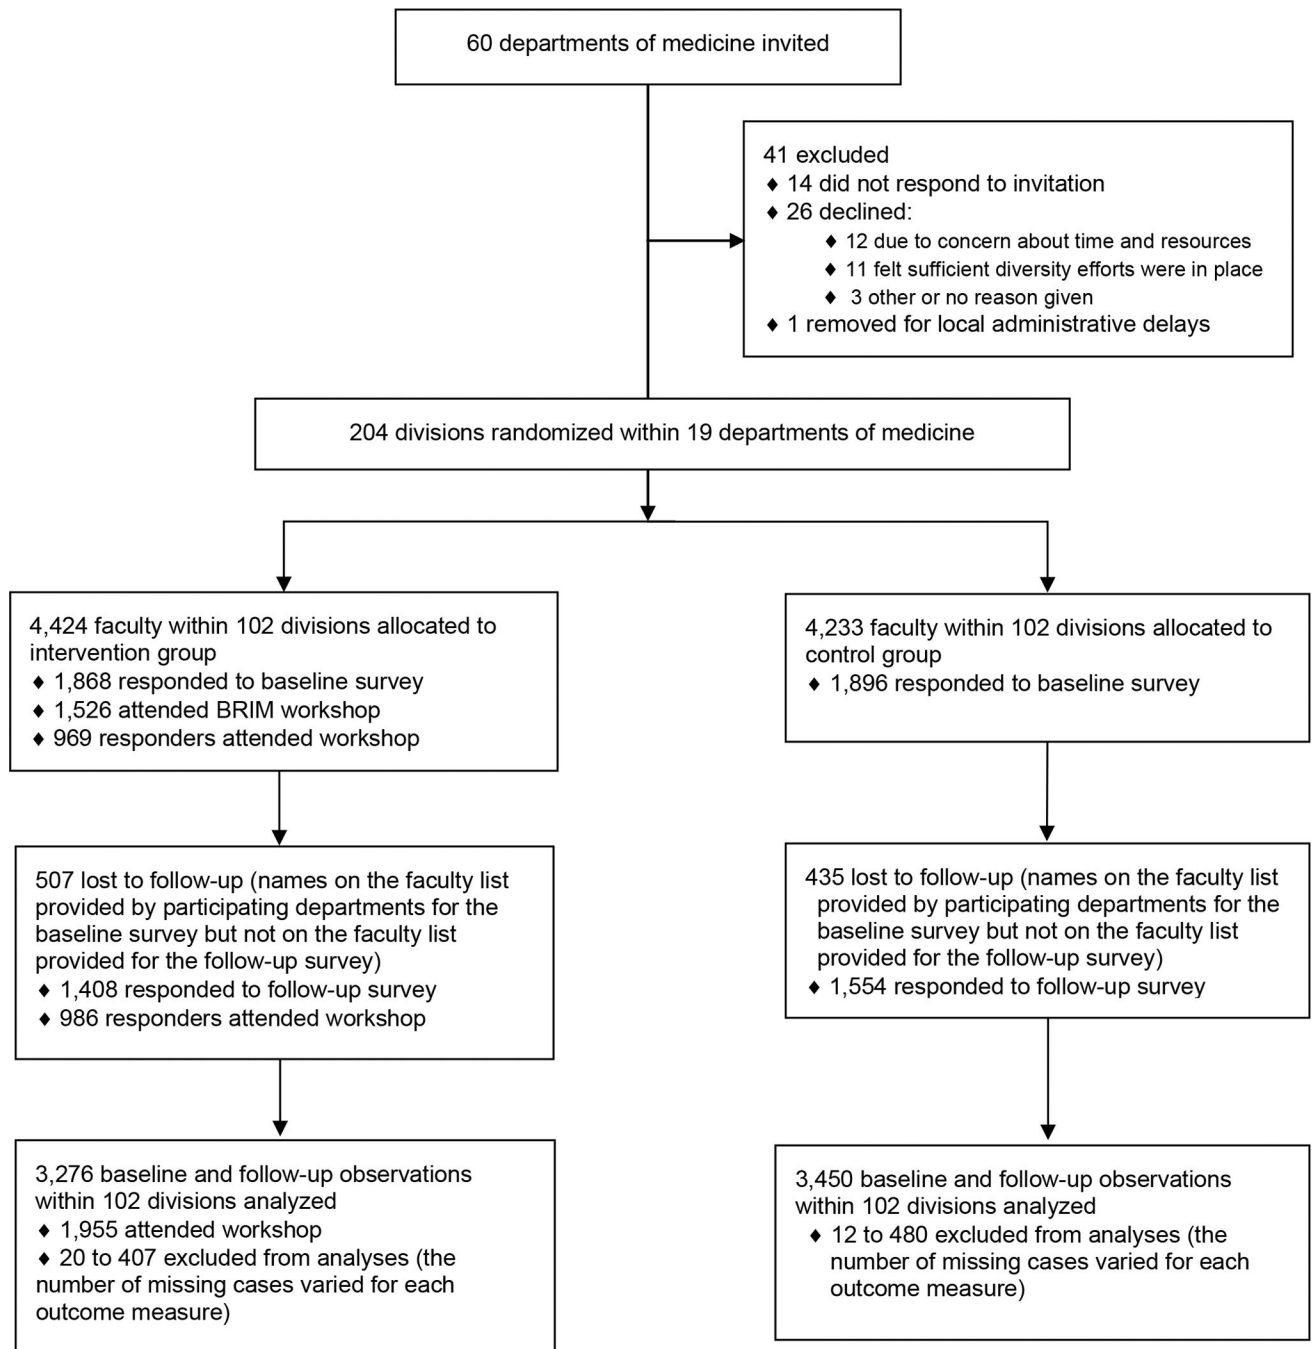 60 departments of medicine invited
41 excluded
♦ 14 did not respond to invitation
♦ 26 declined:
♦ 12 due to concern about time and resources
♦ 11 felt sufficient diversity efforts were in place
♦ 3 other or no reason given
♦ 1 removed for local administrative delays
204 divisions randomized within 19 departments of medicine
4,424 faculty within 102 divisions allocated to
intervention group
♦ 1,868 responded to baseline survey
♦ 1,526 attended BRIM workshop
♦ 969 responders attended workshop
4,233 faculty within 102 divisions allocated to
control group
♦ 1,896 responded to baseline survey
507 lost to follow-up (names on the faculty list
provided by participating departments for the
baseline survey but not on the faculty list
provided for the follow-up survey)
♦ 1,408 responded to follow-up survey
♦ 986 responders attended workshop
435 lost to follow-up (names on the faculty list
provided by participating departments for the
baseline survey but not on the faculty list
provided for the follow-up survey)
♦ 1,554 responded to follow-up survey
3,276 baseline and follow-up observations
within 102 divisions analyzed
♦ 1,955 attended workshop
♦ 20 to 407 excluded from analyses (the
number of missing cases varied for each
outcome measure)
3,450 baseline and follow-up observations
within 102 divisions analyzed
♦ 12 to 480 excluded from analyses (the
number of missing cases varied for each
outcome measure)